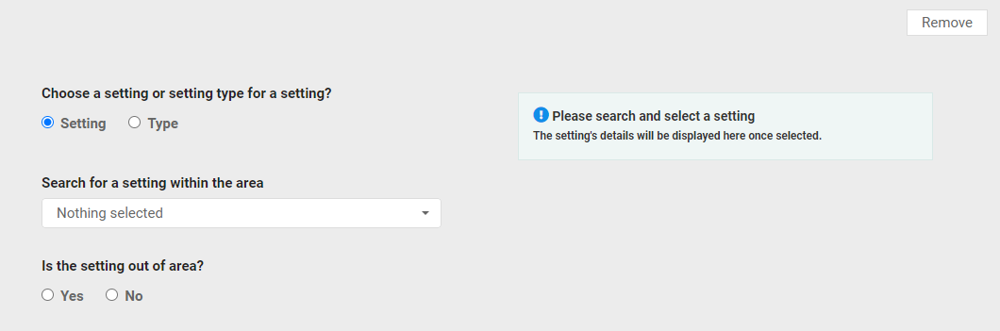 Remove
Choose a setting or setting type for a setting?
Setting Type
Please search and select a setting
The setting's details will be displayed here once selected.
Search for a setting within the area
Nothing selected
Is the setting out of area?
Yes No